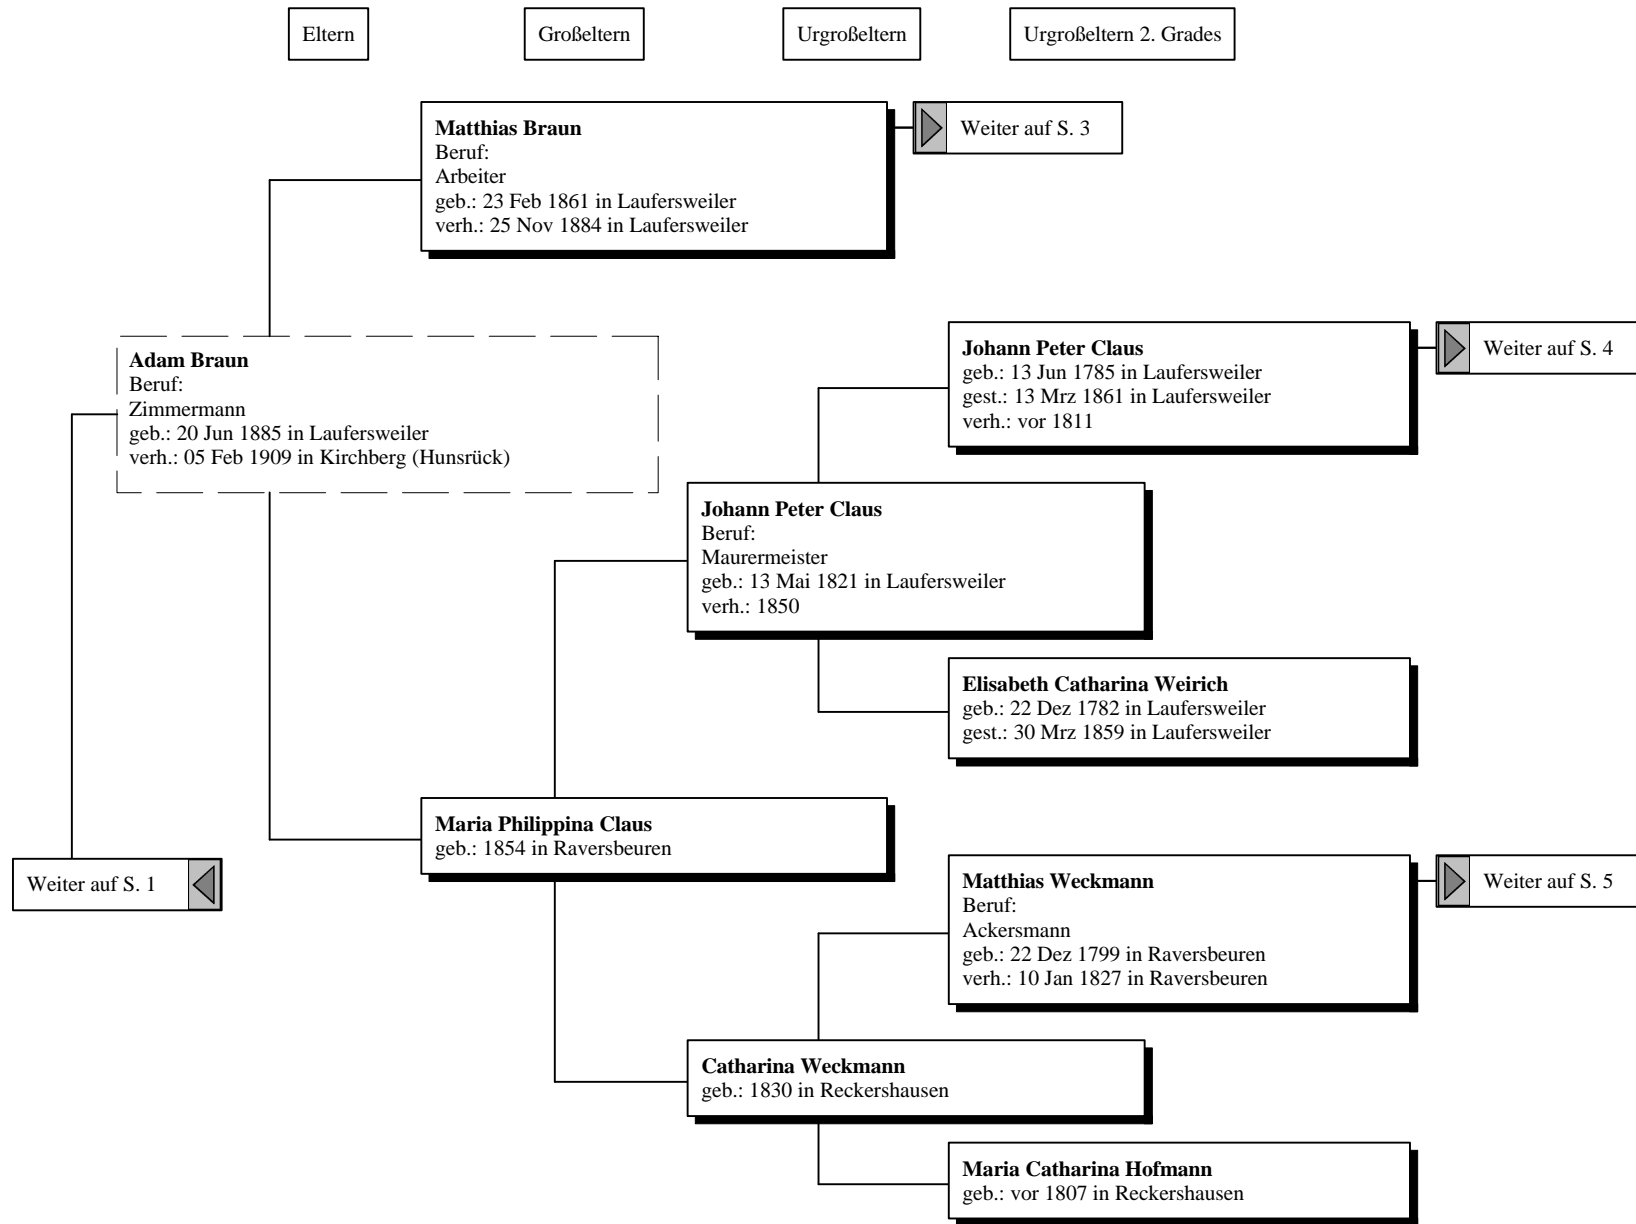 Eltern
Großeltern
Urgroßeltern
Urgroßeltern 2. Grades
Matthias Braun
Beruf:
Arbeiter
geb.: 23 Feb 1861 in Laufersweiler
verh.: 25 Nov 1884 in Laufersweiler
Weiter auf S. 3
Adam Braun
Beruf:
Zimmermann
geb.: 20 Jun 1885 in Laufersweiler
verh.: 05 Feb 1909 in Kirchberg (Hunsrück)
Johann Peter Claus
geb.: 13 Jun 1785 in Laufersweiler
gest.: 13 Mrz 1861 in Laufersweiler
verh.: vor 1811
Weiter auf S. 4
Johann Peter Claus
Beruf:
Maurermeister
geb.: 13 Mai 1821 in Laufersweiler
verh.: 1850
Elisabeth Catharina Weirich
geb.: 22 Dez 1782 in Laufersweiler
gest.: 30 Mrz 1859 in Laufersweiler
Maria Philippina Claus
geb.: 1854 in Raversbeuren
Weiter auf S. 1
Matthias Weckmann
Beruf:
Ackersmann
geb.: 22 Dez 1799 in Raversbeuren
verh.: 10 Jan 1827 in Raversbeuren
Weiter auf S. 5
Catharina Weckmann
geb.: 1830 in Reckershausen
Maria Catharina Hofmann
geb.: vor 1807 in Reckershausen